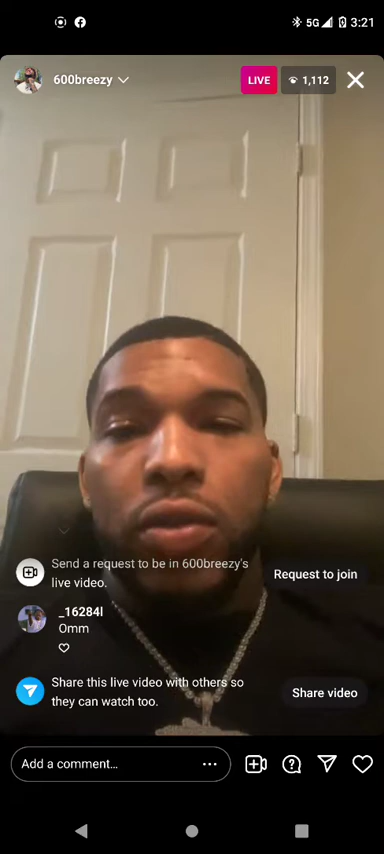 5G 3:21
600breezy
LIVE
1,112
Send a request to be in 600breezy's
live video.
Request to join
_16284l
Omm
Share this live video with others so
they can watch too.
Share video
Add a comment...